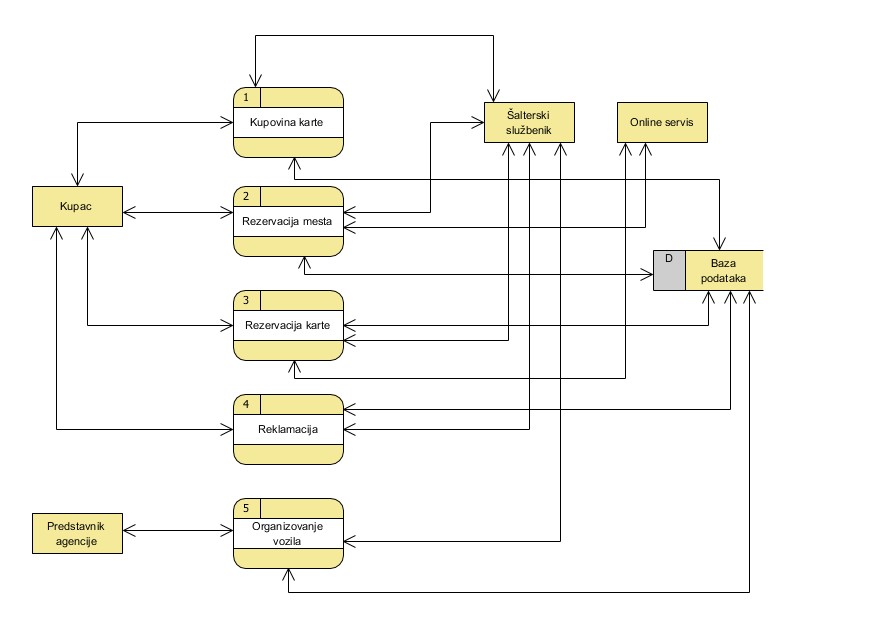 1
Kupovina karte
Šalterski
službenik
Online servis
Kupac
2
Rezervacija mesta
D
Baza
podataka
3
Rezervacija karte
4
Reklamacija
5
Organizovanje
vozila
Predstavnik
agencije